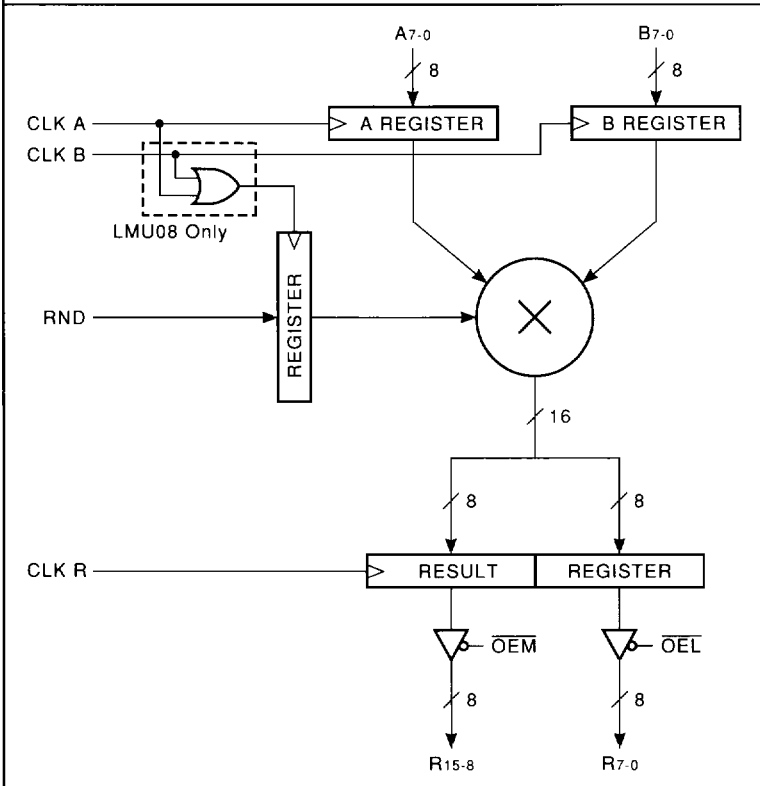 A7-0 B7-0
8 8
CLK A A REGISTER B REGISTER
CLK B
LMU08 Only
RND REGISTER
16
8 8
CLK R RESULT REGISTER
OEM OEL
8 8
R15-8 R7-0